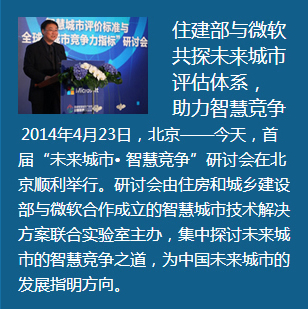 慧城市评价标准与
全球 城市竞争力指标”研讨会
Microsoft
住建部与微软
共探未来城市
评估体系，
助力智慧竞争
2014年4月23日，北京——今天，首
届“未来城市• 智慧竞争”研讨会在北
京顺利举行。研讨会由住房和城乡建设
部与微软合作成立的智慧城市技术解决
方案联合实验室主办，集中探讨未来城
市的智慧竞争之道，为中国未来城市的
发展指明方向。